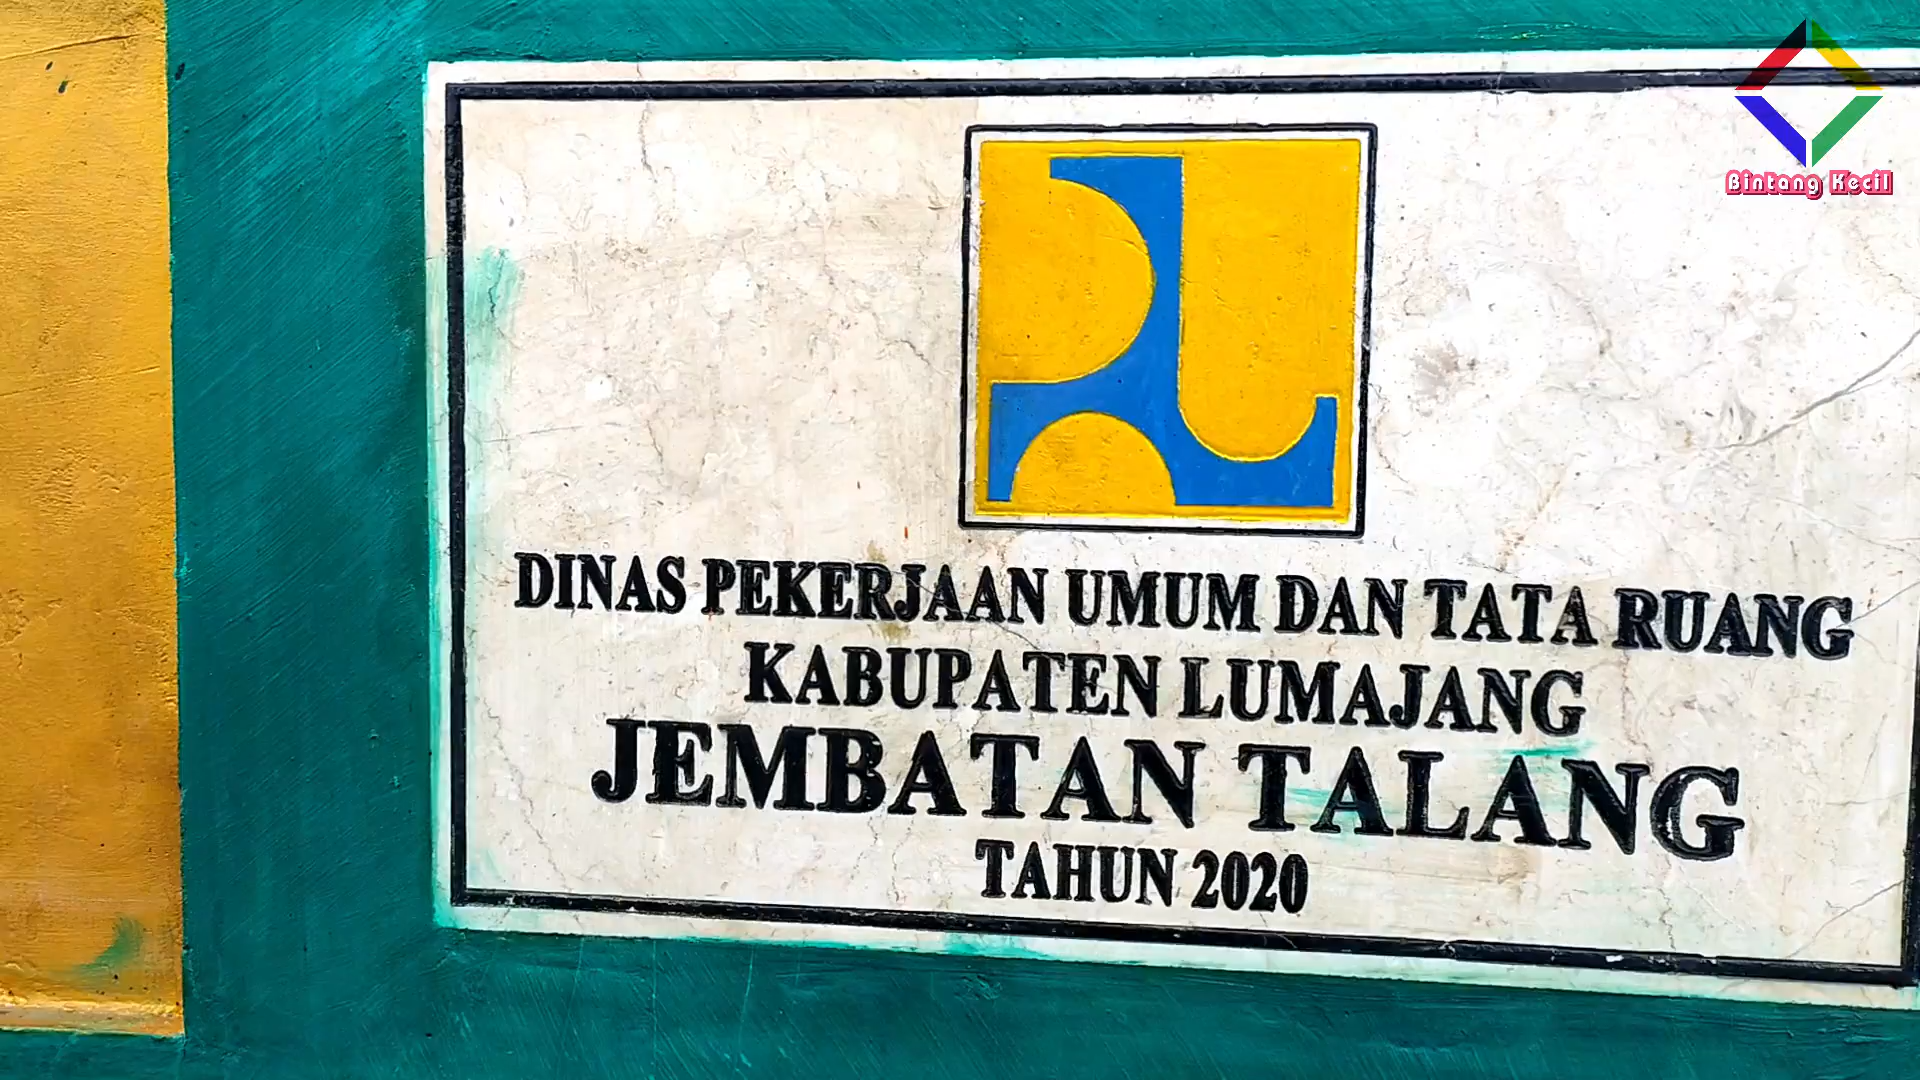 Bintang Kecil
DINAS PEKERJAAN UMUM DAN TATA RUANG
KABUPATEN LUMAJANG
JEMBATAN TALANG
TAHUN 2020